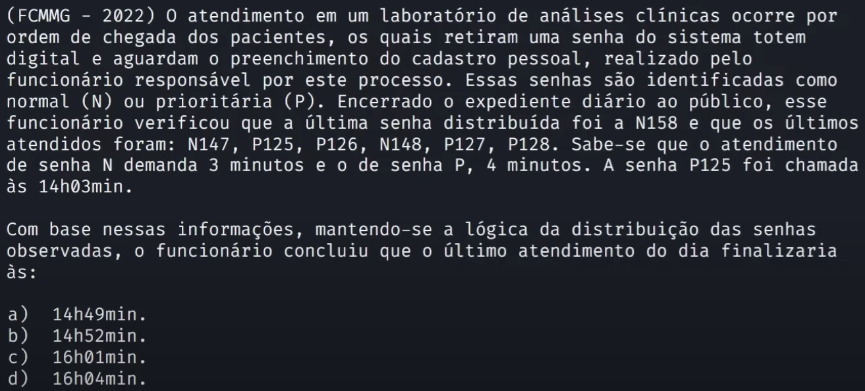 (FCMMG - 2022) O atendimento em um laboratório de análises clínicas ocorre por
ordem de chegada dos pacientes, os quais retiram uma senha do sistema totem
digital e aguardam o preenchimento do cadastro pessoal, realizado pelo
funcionário responsável por este processo. Essas senhas são identificadas como
normal (N) ou prioritária (P). Encerrado o expediente diário ao público, esse
funcionário verificou que a última senha distribuída foi a N158 e que os últimos
atendidos foram: N147, P125, P126, N148, P127, P128. Sabe-se que o atendimento
de senha N demanda 3 minutos e o de senha P, 4 minutos. A senha P125 foi chamada
às 14h03min.
Com base nessas informações, mantendo-se a lógica da distribuição das senhas
observadas, o funcionário concluiu que o último atendimento do dia finalizaria
às:
a) 14h49min.
b) 14h52min.
c) 16h01min.
d) 16h04min.